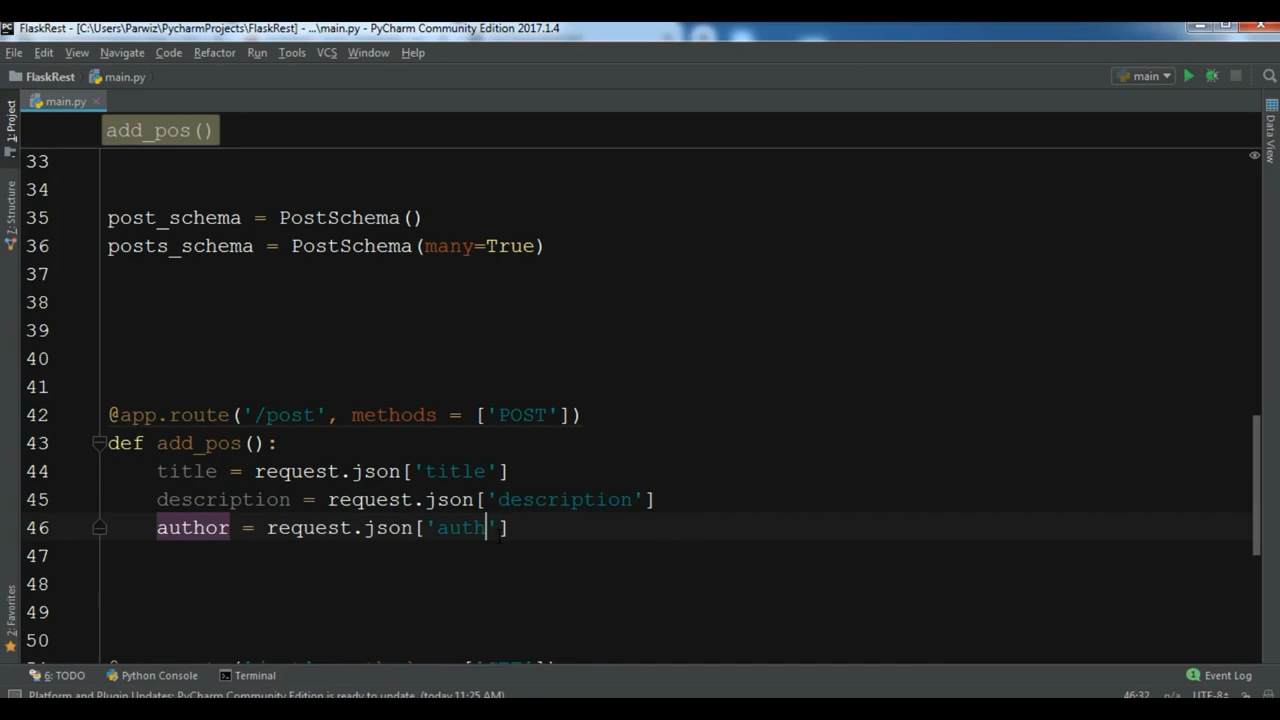 FlaskRest - [C:\Users\Parwiz\PycharmProjects\FlaskRest] - ...\main.py - PyCharm Community Edition 2017.1.4
File Edit View Navigate Code Refactor Run Tools VCS Window Help
FlaskRest main.py main
main.py
1: Project
7: Structure
2: Favorites
Data View
add_pos()
33
34
35 post_schema = PostSchema()
36 posts_schema = PostSchema(many=True)
37
38
39
40
41
42 @app.route('/post', methods = ['POST'])
43 def add_pos():
44 title = request.json['title']
45 description = request.json['description']
46 author = request.json['auth']
47
48
49
50
6: TODO Python Console Terminal 1 Event Log
Platform and Plugin Updates: PyCharm Community Edition is ready to update. (today 11:25 AM) 46:32 n/a UTF-8